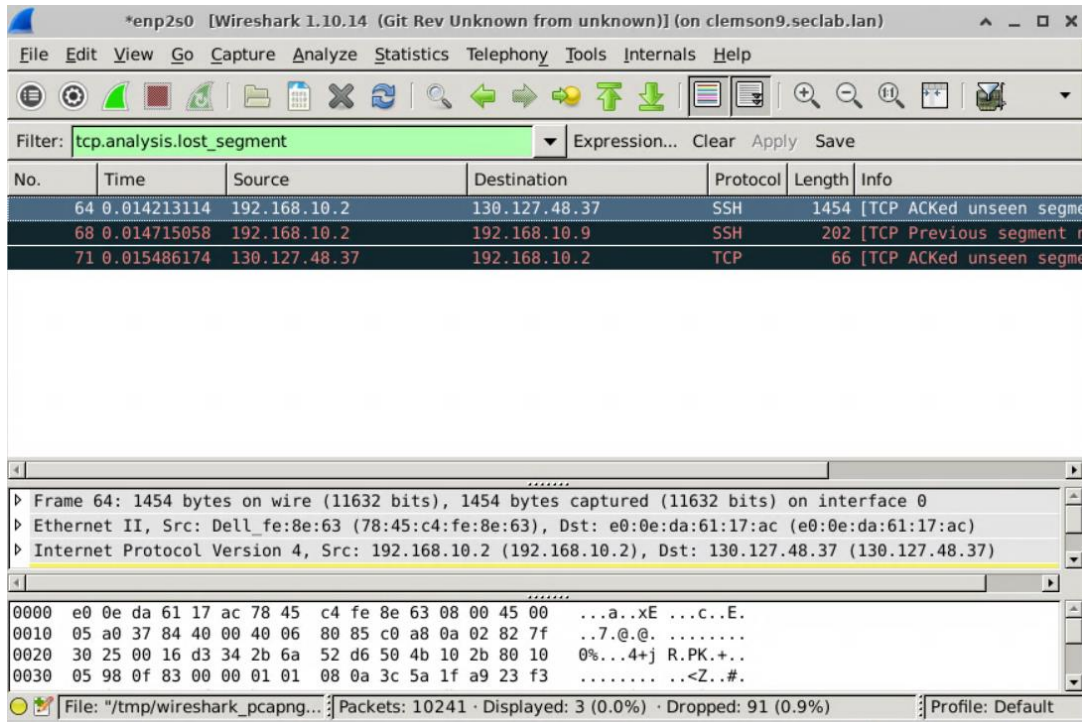 *enp2s0 [Wireshark 1.10.14 (Git Rev Unknown from unknown)] (on clemson9.seclab.lan)
File Edit View Go Capture Analyze Statistics Telephony Tools Internals Help
Filter: tcp.analysis.lost_segment Expression... Clear Apply Save
No. Time Source Destination Protocol Length Info
64 0.014213114 192.168.10.2 130.127.48.37 SSH 1454 [TCP ACKed unseen segme
68 0.014715058 192.168.10.2 192.168.10.9 SSH 202 [TCP Previous segment
71 0.015486174 130.127.48.37 192.168.10.2 TCP 66 [TCP ACKed unseen segme
Frame 64: 1454 bytes on wire (11632 bits), 1454 bytes captured (11632 bits) on interface 0
Ethernet II, Src: Dell_fe:8e:63 (78:45:c4:fe:8e:63), Dst: e0:0e:da:61:17:ac (e0:0e:da:61:17:ac)
Internet Protocol Version 4, Src: 192.168.10.2 (192.168.10.2), Dst: 130.127.48.37 (130.127.48.37)
0000 e0 0e da 61 17 ac 78 45 c4 fe 8e 63 08 00 45 00 ...a..xE ...c..E.
0010 05 a0 37 84 40 00 40 06 80 85 c0 a8 0a 02 82 7f ..7.@.@. ........
0020 30 25 00 16 d3 34 2b 6a 52 d6 50 4b 10 2b 80 10 0%...4+j R.PK.+..
0030 05 98 0f 83 00 00 01 01 08 0a 3c 5a 1f a9 23 f3 ........ ..<Z..#.
File: "/tmp/wireshark_pcapng... Packets: 10241 · Displayed: 3 (0.0%) · Dropped: 91 (0.9%) Profile: Default